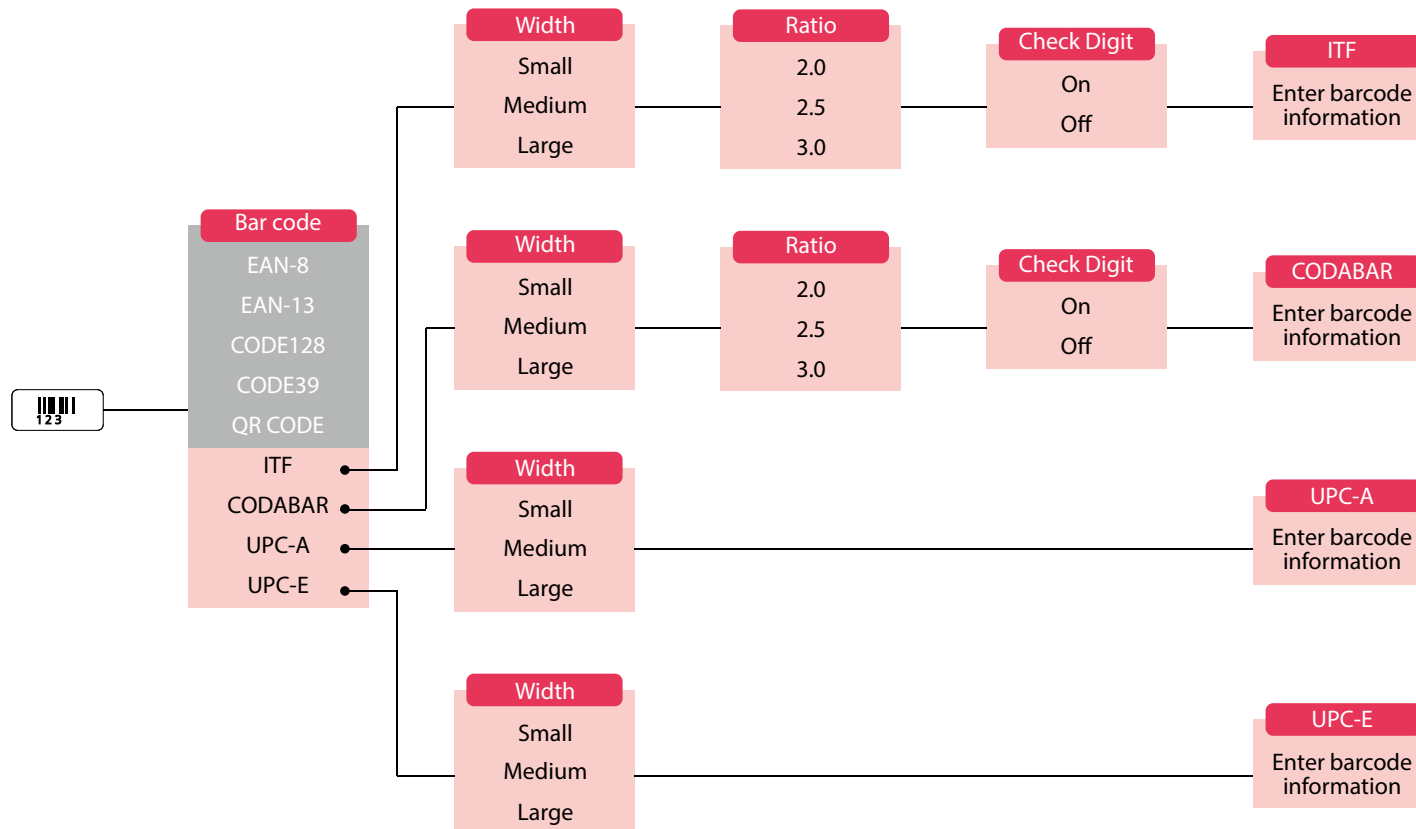 Width
Small
Medium
Large
Ratio
2.0
2.5
3.0
Check Digit
On
Off
ITF
Enter barcode
information
Bar code
EAN-8
EAN-13
CODE128
CODE39
QR CODE
ITF
CODABAR
UPC-A
UPC-E
123
Width
Small
Medium
Large
Ratio
2.0
2.5
3.0
Check Digit
On
Off
CODABAR
Enter barcode
information
Width
Small
Medium
Large
UPC-A
Enter barcode
information
Width
Small
Medium
Large
UPC-E
Enter barcode
information